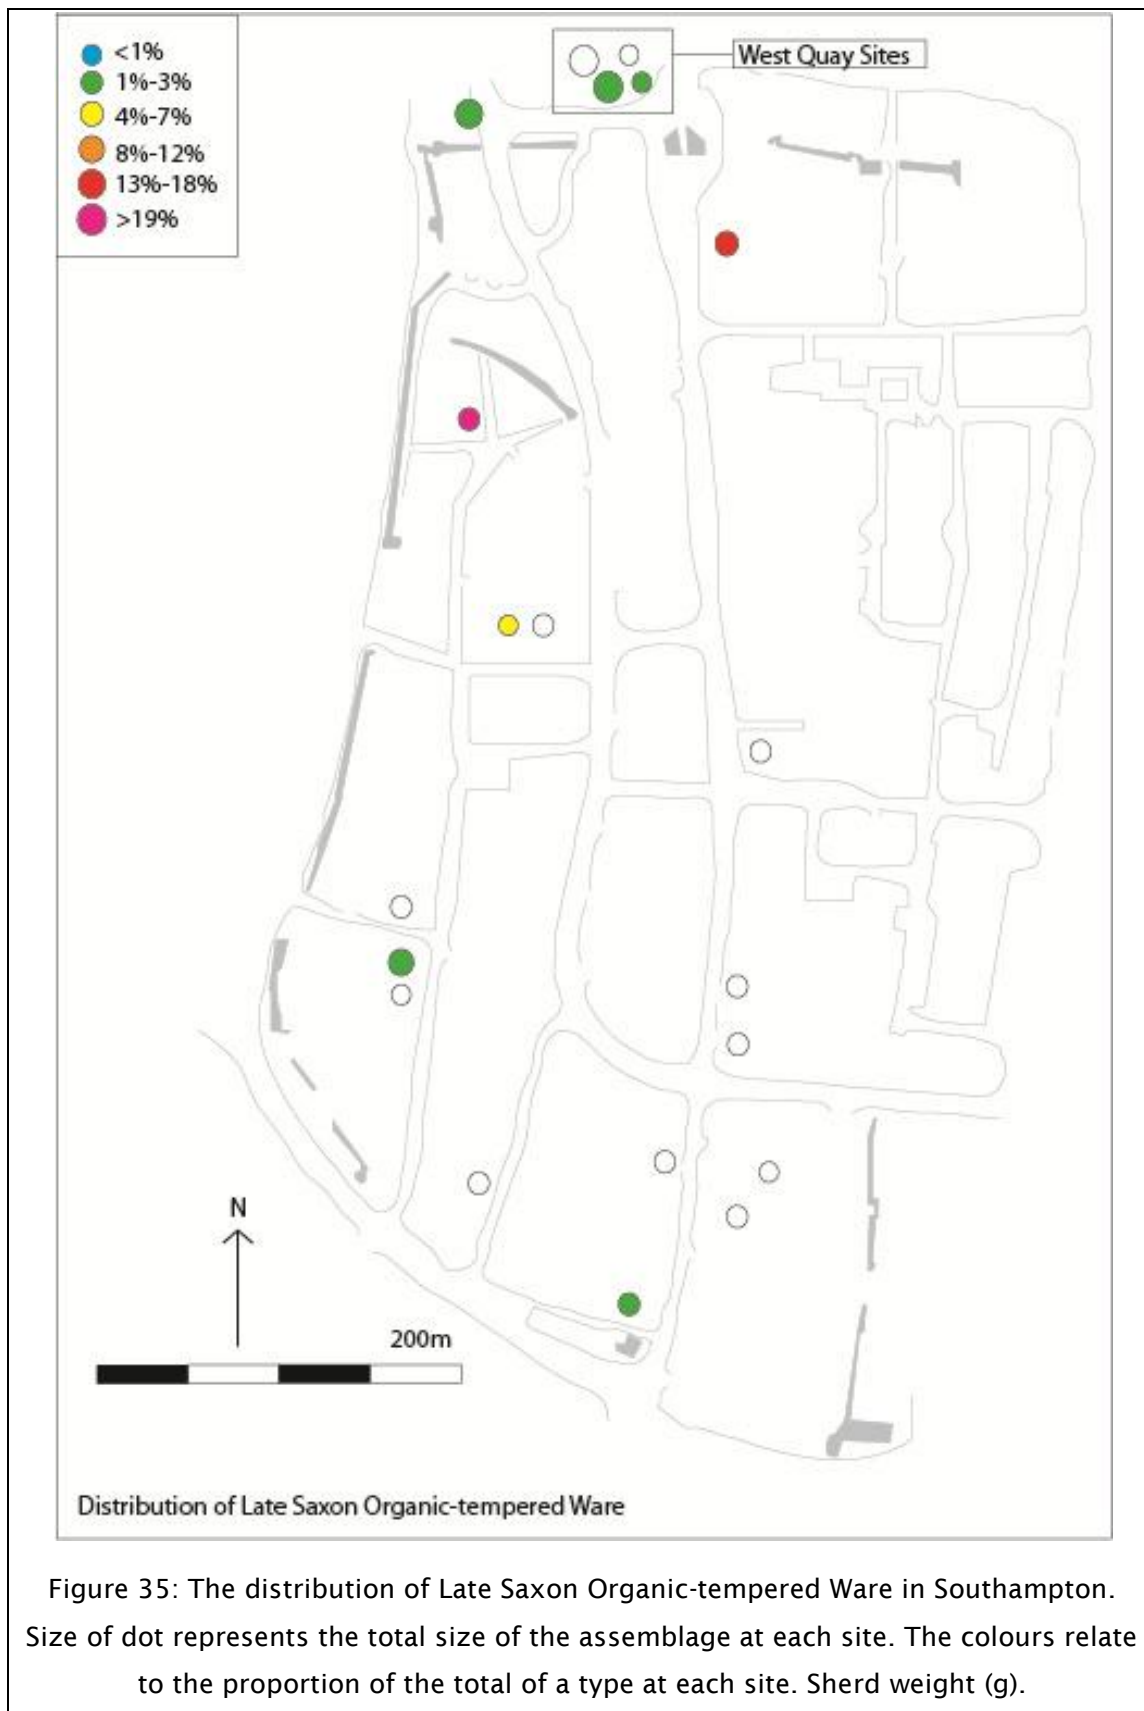 <1%
1%-3%
4%-7%
8%-12%
13%-18%
>19%
West Quay Sites
N
200m
Distribution of Late Saxon Organic-tempered Ware
Figure 35: The distribution of Late Saxon Organic-tempered Ware in Southampton.
Size of dot represents the total size of the assemblage at each site. The colours relate
to the proportion of the total of a type at each site. Sherd weight (g).